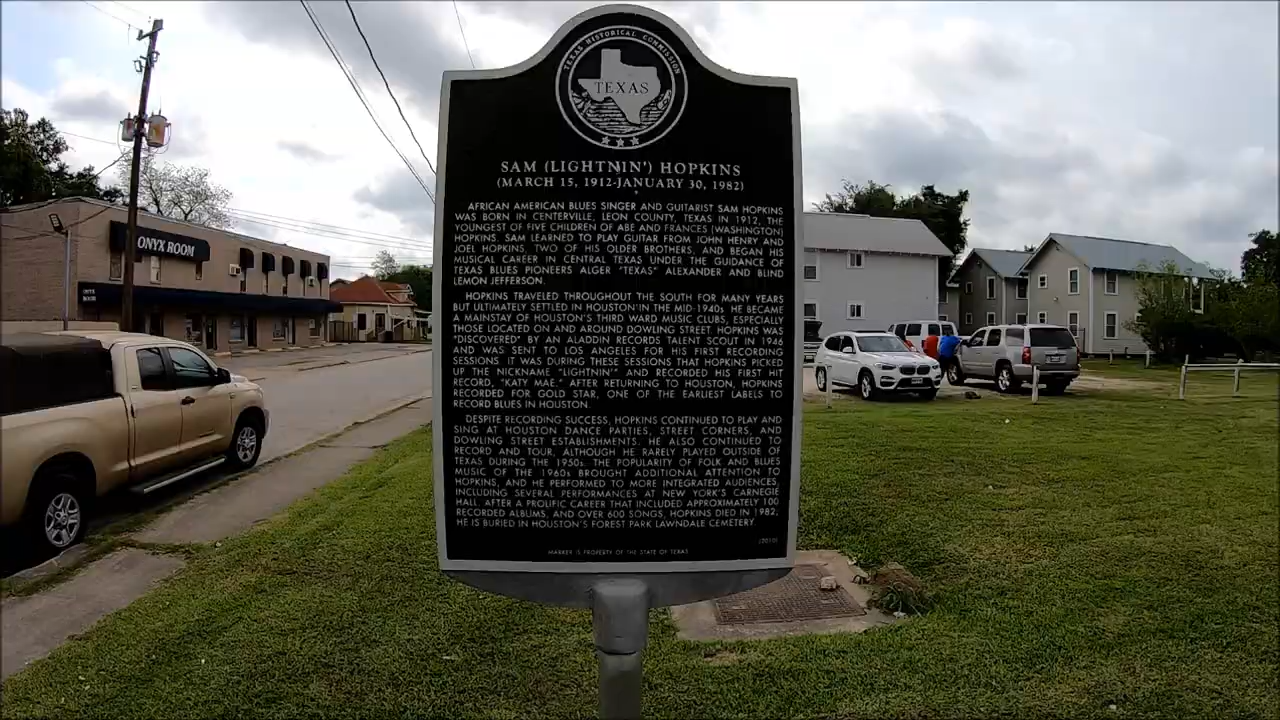 TEXAS HISTORICAL COMMISSION
TEXAS
SAM (LIGHTNIN') HOPKINS
(MARCH 15, 1912-JANUARY 30, 1982)
AFRICAN AMERICAN BLUES SINGER AND GUITARIST SAM HOPKINS
WAS BORN IN CENTERVILLE, LEON COUNTY, TEXAS IN 1912, THE
YOUNGEST OF FIVE CHILDREN OF ABE AND FRANCES (WASHINGTON)
HOPKINS. SAM LEARNED TO PLAY GUITAR FROM JOHN HENRY AND
JOEL HOPKINS, TWO OF HIS OLDER BROTHERS, AND BEGAN HIS
MUSICAL CAREER IN CENTRAL TEXAS UNDER THE GUIDANCE OF
TEXAS BLUES PIONEERS ALGER "TEXAS" ALEXANDER AND BLIND
LEMON JEFFERSON.
HOPKINS TRAVELED THROUGHOUT THE SOUTH FOR MANY YEARS
BUT ULTIMATELY SETTLED IN HOUSTON IN THE MID-1940s. HE BECAME
A MAINSTAY OF HOUSTON'S THIRD WARD MUSIC CLUBS, ESPECIALLY
THOSE LOCATED ON AND AROUND DOWLING STREET. HOPKINS WAS
"DISCOVERED" BY AN ALADDIN RECORDS TALENT SCOUT IN 1946
AND WAS SENT TO LOS ANGELES FOR HIS FIRST RECORDING
SESSIONS. IT WAS DURING THESE SESSIONS THAT HOPKINS PICKED
UP THE NICKNAME "LIGHTNIN'" AND RECORDED HIS FIRST HIT
RECORD, "KATY MAE." AFTER RETURNING TO HOUSTON, HOPKINS
RECORDED FOR GOLD STAR, ONE OF THE EARLIEST LABELS TO
RECORD BLUES IN HOUSTON.
DESPITE RECORDING SUCCESS, HOPKINS CONTINUED TO PLAY AND
SING AT HOUSTON DANCE PARTIES, STREET CORNERS, AND
DOWLING STREET ESTABLISHMENTS. HE ALSO CONTINUED TO
RECORD AND TOUR, ALTHOUGH HE RARELY PLAYED OUTSIDE OF
TEXAS DURING THE 1950s. THE POPULARITY OF FOLK AND BLUES
MUSIC OF THE 1960s BROUGHT ADDITIONAL ATTENTION TO
HOPKINS, AND HE PERFORMED TO MORE INTEGRATED AUDIENCES,
INCLUDING SEVERAL PERFORMANCES AT NEW YORK'S CARNEGIE
HALL. AFTER A PROLIFIC CAREER THAT INCLUDED APPROXIMATELY 100
RECORDED ALBUMS, AND OVER 600 SONGS, HOPKINS DIED IN 1982.
HE IS BURIED IN HOUSTON'S FOREST PARK LAWNDALE CEMETERY.
(2010)
MARKER IS PROPERTY OF THE STATE OF TEXAS
ONYX ROOM
ONYX
ROOM